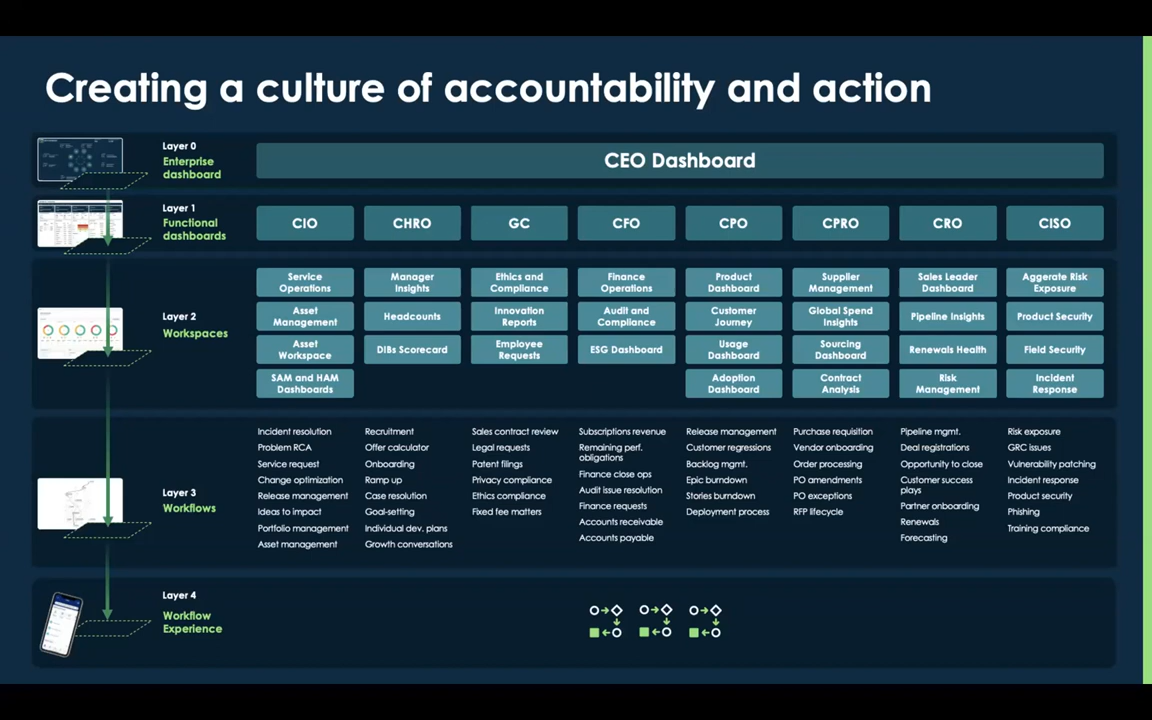 Creating a culture of accountability and action
Layer 0
Enterprise
dashboard
CEO Dashboard
Layer 1
Functional
dashboards
CIO
CHRO
GC
CFO
CPO
CPRO
CRO
CISO
Layer 2
Workspaces
Service
Operations
Asset
Management
Asset
Workspace
SAM and HAM
Dashboards
Manager
Insights
Headcounts
DIBs Scorecard
Ethics and
Compliance
Innovation
Reports
Employee
Requests
Finance
Operations
Audit and
Compliance
ESG Dashboard
Product
Dashboard
Customer
Journey
Usage
Dashboard
Adoption
Dashboard
Supplier
Management
Global Spend
Insights
Sourcing
Dashboard
Contract
Analysis
Sales Leader
Dashboard
Pipeline Insights
Renewals Health
Risk
Management
Aggerate Risk
Exposure
Product Security
Field Security
Incident
Response
Layer 3
Workflows
Incident resolution
Problem RCA
Service request
Change optimization
Release management
Ideas to impact
Portfolio management
Asset management
Recruitment
Offer calculator
Onboarding
Ramp up
Case resolution
Goal-setting
Individual dev. plans
Growth conversations
Sales contract review
Legal requests
Patent filings
Privacy compliance
Ethics compliance
Fixed fee matters
Subscriptions revenue
Remaining perf.
obligations
Finance close ops
Audit issue resolution
Finance requests
Accounts receivable
Accounts payable
Release management
Customer regressions
Backlog mgmt.
Epic burndown
Stories burndown
Deployment process
Purchase requisition
Vendor onboarding
Order processing
PO amendments
PO exceptions
RFP lifecycle
Pipeline mgmt.
Deal registrations
Opportunity to close
Customer success
plays
Partner onboarding
Renewals
Forecasting
Risk exposure
GRC issues
Vulnerability patching
Incident response
Product security
Phishing
Training compliance
Layer 4
Workflow
Experience